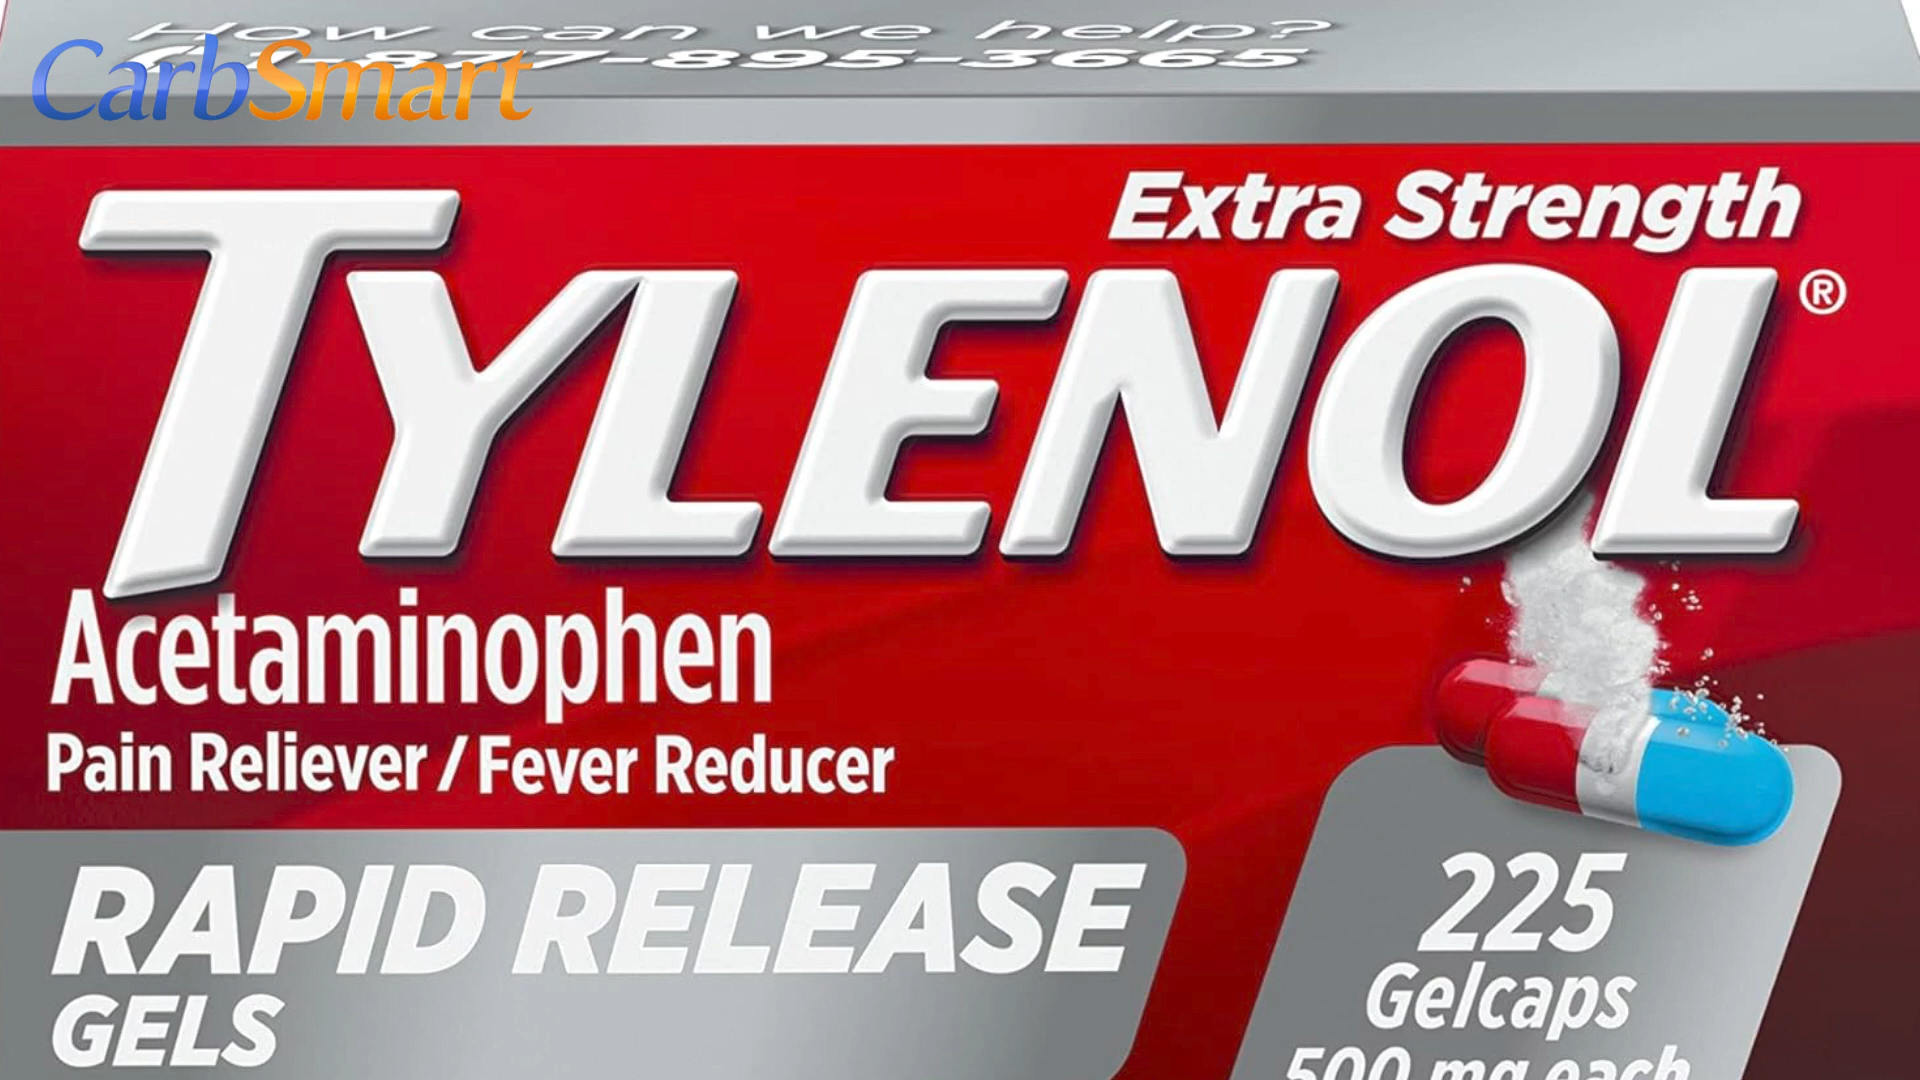 How can we help?
1-877-895-3665
CarbSmart
Extra Strength
TYLENOL®
Acetaminophen
Pain Reliever / Fever Reducer
RAPID RELEASE
GELS
225
Gelcaps
500 mg each